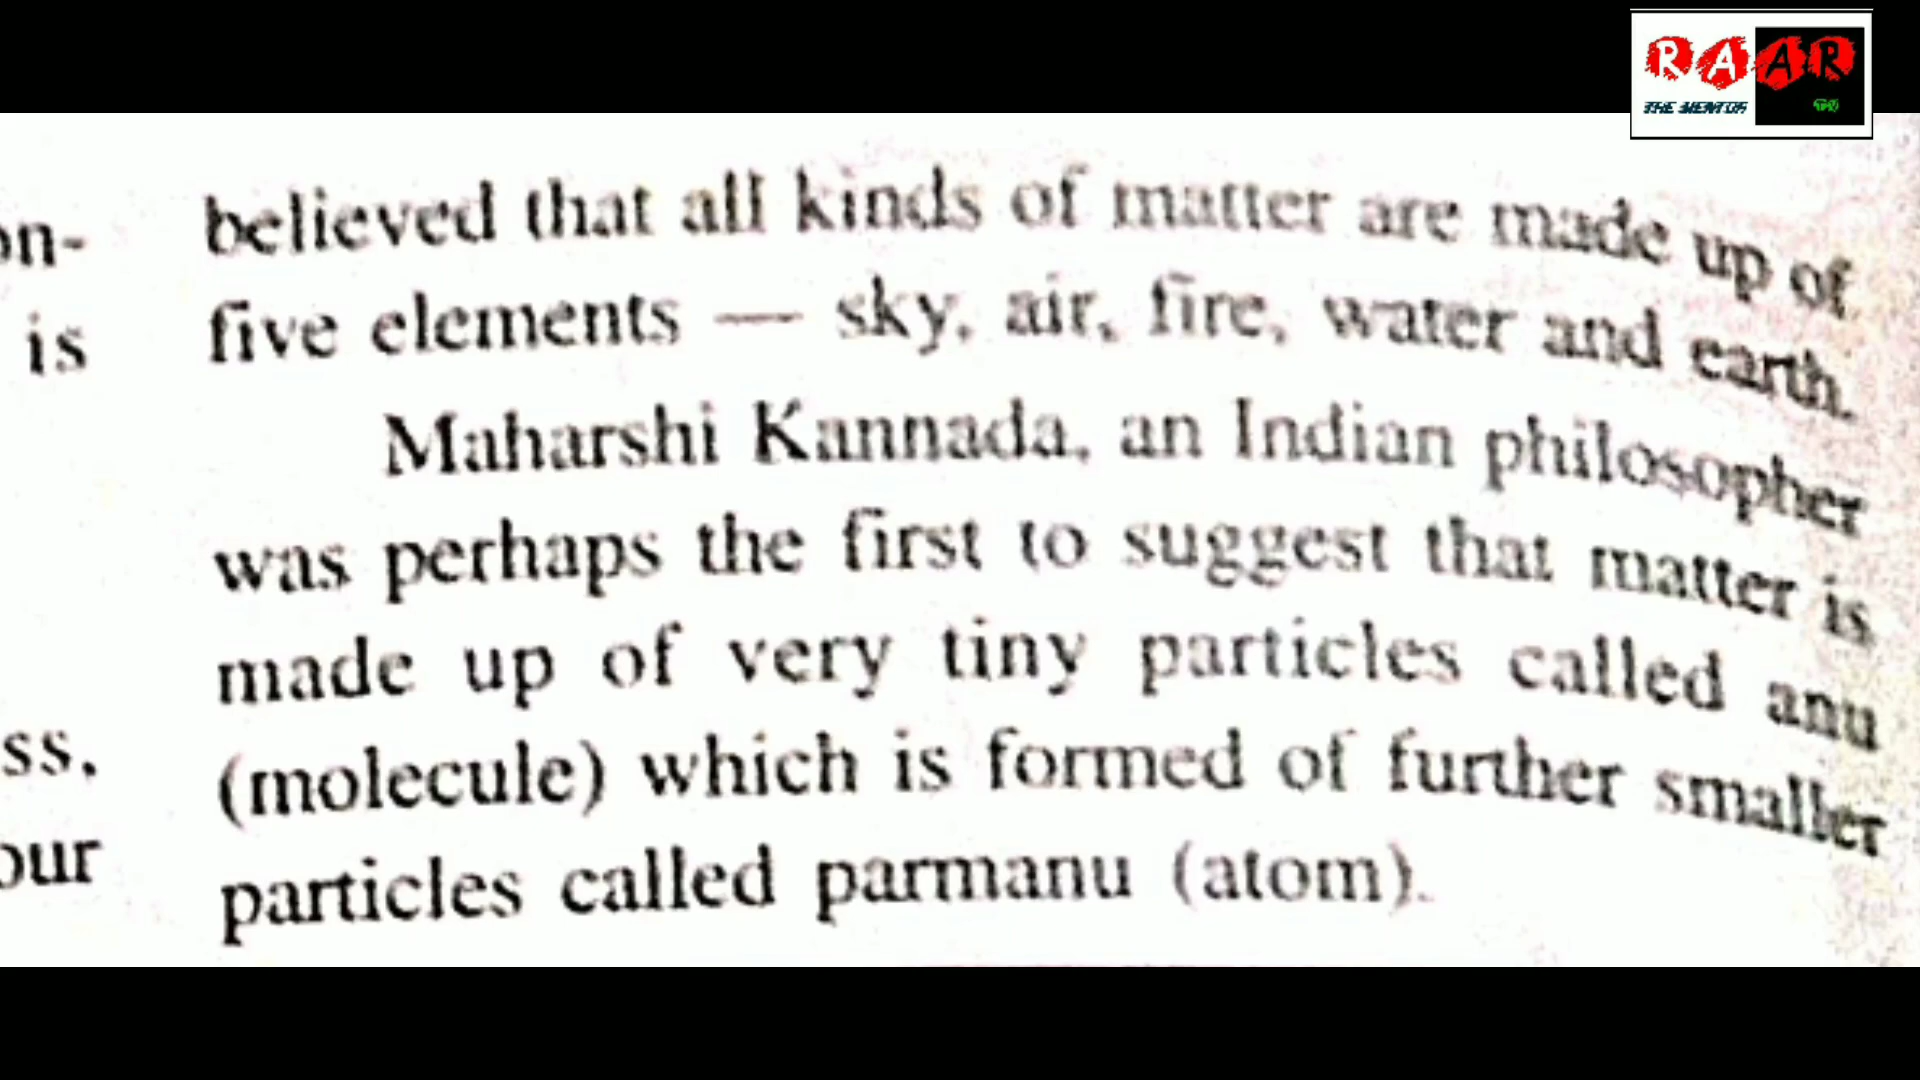 RAAR
THE MENTOR
on-
is
ss,
our
believed that all kinds of matter are made up of
five elements — sky, air, fire, water and earth.
Maharshi Kannada, an Indian philosopher
was perhaps the first to suggest that matter is
made up of very tiny particles called anu
(molecule) which is formed of further smaller
particles called parmanu (atom).